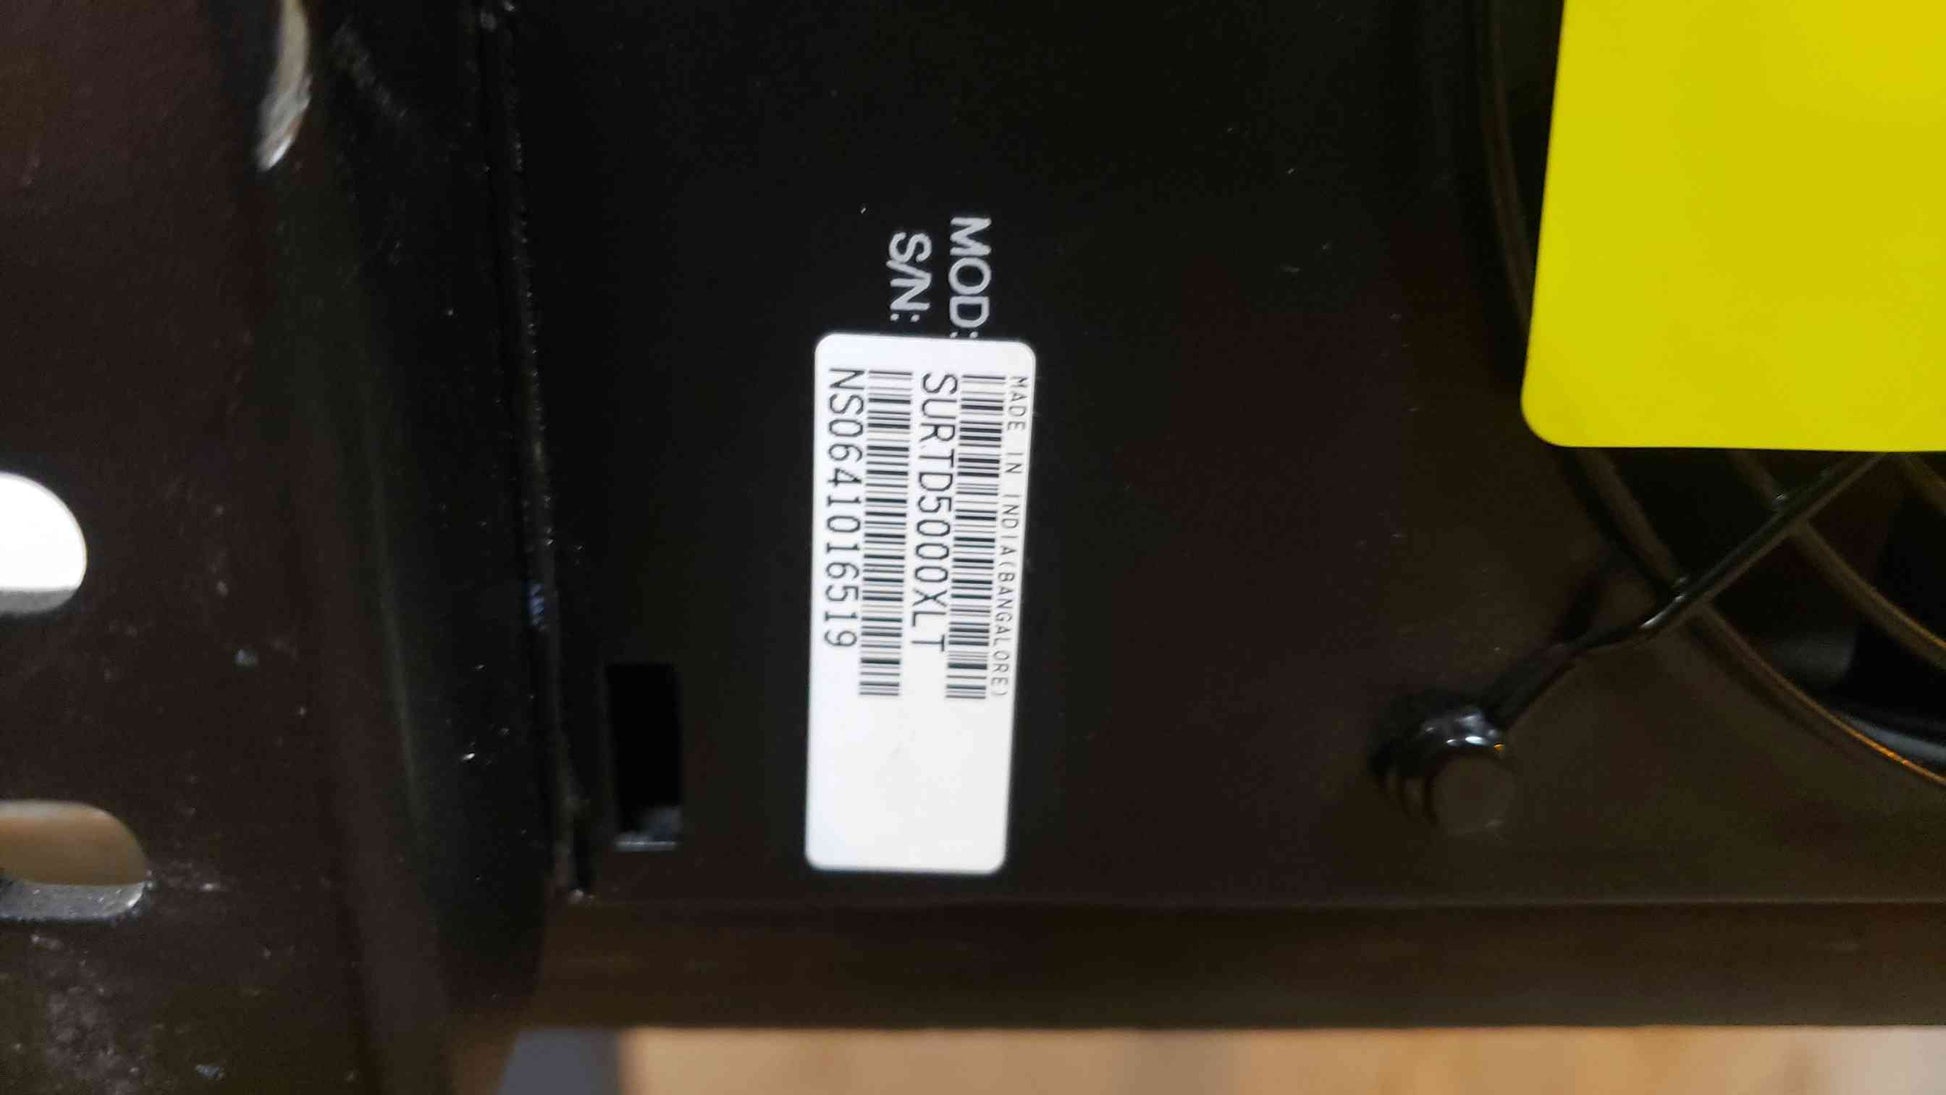 MADE IN INDIA(BANGALORE)
MOD: SURTD5000XLT
S/N: NS0641016519